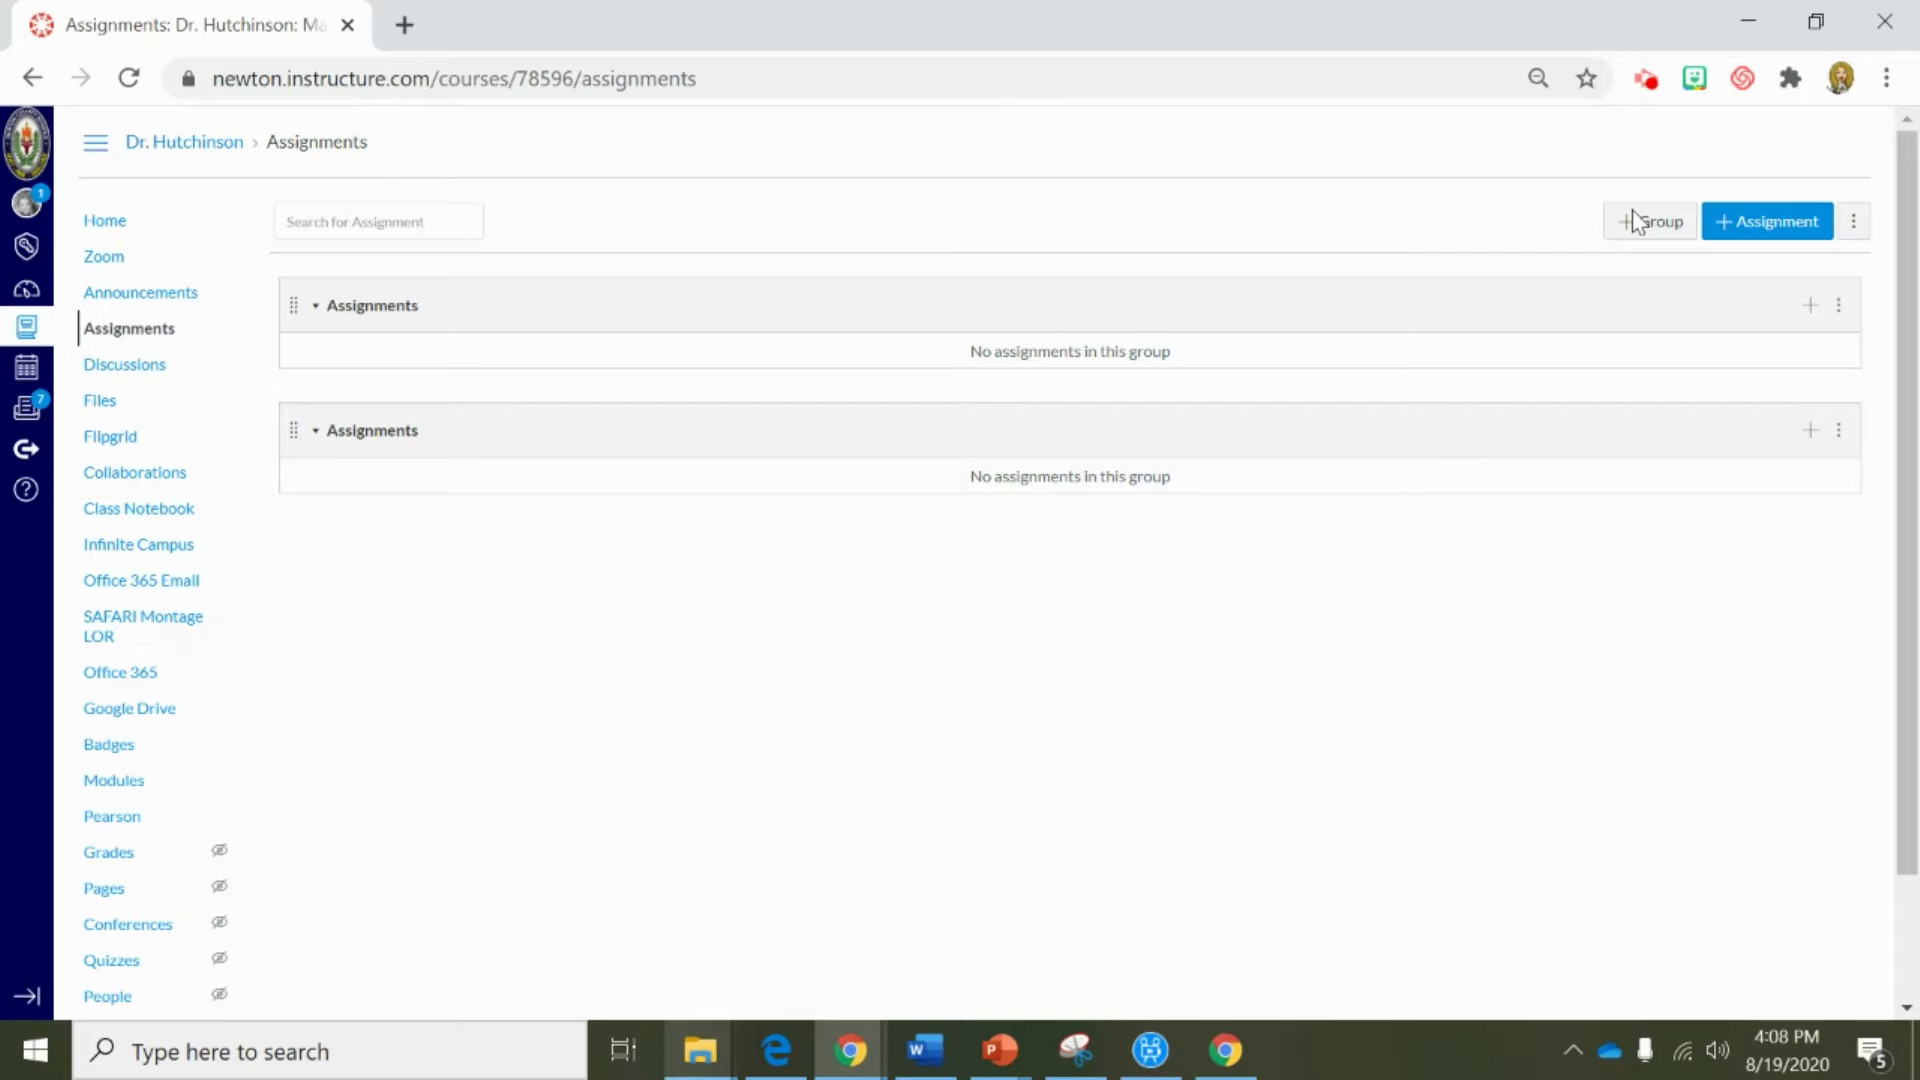 Assignments: Dr. Hutchinson: Ma
newton.instructure.com/courses/78596/assignments
Dr. Hutchinson › Assignments
1
Home
Search for Assignment
Group
+ Assignment
Zoom
Announcements
Assignments
Assignments
No assignments in this group
Discussions
Files
7
Assignments
No assignments in this group
Flipgrid
Collaborations
Class Notebook
Infinite Campus
Office 365 Email
SAFARI Montage
LOR
Office 365
Google Drive
Badges
Modules
Pearson
Grades
Pages
Conferences
Quizzes
People
Type here to search
4:08 PM
8/19/2020
5